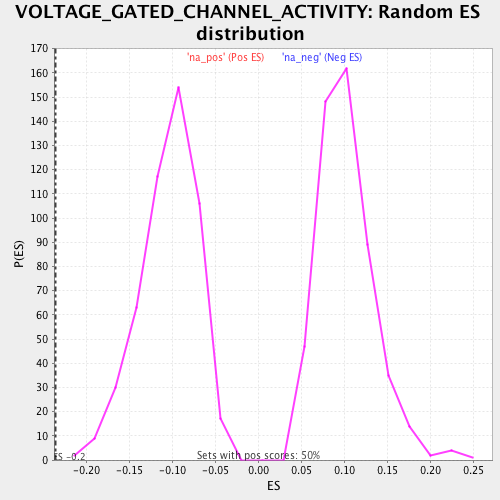 VOLTAGE_GATED_CHANNEL_ACTIVITY: Random ES
distribution
'na_pos' (Pos ES) 'na_neg' (Neg ES)
170
160
150
140
130
120
110
100
90
80
70
60
50
40
30
20
10
0
P(ES)
ES -0.2
Sets with pos scores: 50%
-0.20 -0.15 -0.10 -0.05 0.00 0.05 0.10 0.15 0.20 0.25
ES